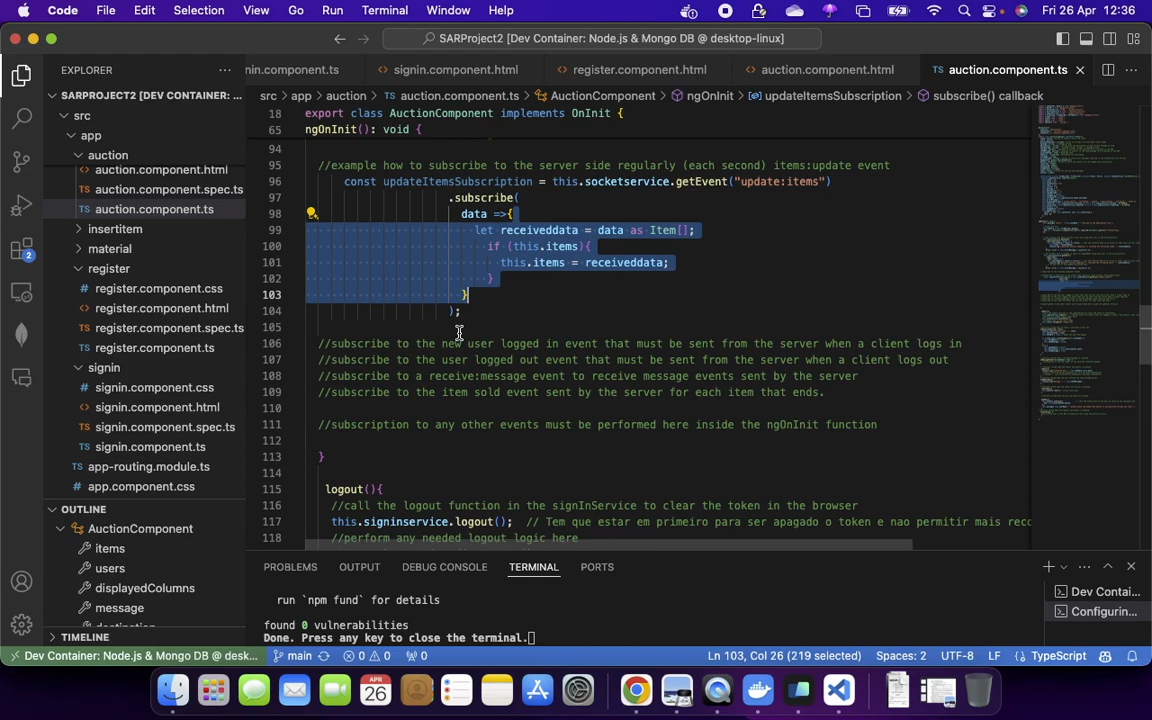 Code File Edit Selection View Go Run Terminal Window Help Fri 26 Apr 12:36
SARProject2 [Dev Container: Node.js & Mongo DB @ desktop-linux]
EXPLORER
nin.component.ts signin.component.html register.component.html auction.component.html auction.component.ts
SARPROJECT2 [DEV CONTAINER: ...
src > app > auction > auction.component.ts > AuctionComponent > ngOnInit > updateItemsSubscription > subscribe() callback
src
app
auction
auction.component.html
auction.component.spec.ts
auction.component.ts
insertitem
material
register
register.component.css
register.component.html
register.component.spec.ts
register.component.ts
signin
signin.component.css
signin.component.html
signin.component.spec.ts
signin.component.ts
app-routing.module.ts
app.component.css
OUTLINE
AuctionComponent
items
users
displayedColumns
message
TIMELINE
18 export class AuctionComponent implements OnInit {
65 ngOnInit(): void {
94
95 //example how to subscribe to the server side regularly (each second) items:update event
96 const updateItemsSubscription = this.socketservice.getEvent("update:items")
97 .subscribe(
98 data =>{
99 let receiveddata = data as Item[];
100 if (this.items){
101 this.items = receiveddata;
102 }
103 }
104 );
105
106 //subscribe to the new user logged in event that must be sent from the server when a client logs in
107 //subscribe to the user logged out event that must be sent from the server when a client logs out
108 //subscribe to a receive:message event to receive message events sent by the server
109 //subscribe to the item sold event sent by the server for each item that ends.
110
111 //subscription to any other events must be performed here inside the ngOnInit function
112
113 }
114
115 logout(){
116 //call the logout function in the signInService to clear the token in the browser
117 this.signinservice.logout(); // Tem que estar em primeiro para ser apagado o token e nao permitir mais reco
118 //perform any needed logout logic here
PROBLEMS OUTPUT DEBUG CONSOLE TERMINAL PORTS
run `npm fund` for details
found 0 vulnerabilities
Done. Press any key to close the terminal.
Dev Contai...
Configurin...
2
Dev Container: Node.js & Mongo DB @ desk... main 0 0 0 Ln 103, Col 26 (219 selected) Spaces: 2 UTF-8 LF TypeScript
APR
26